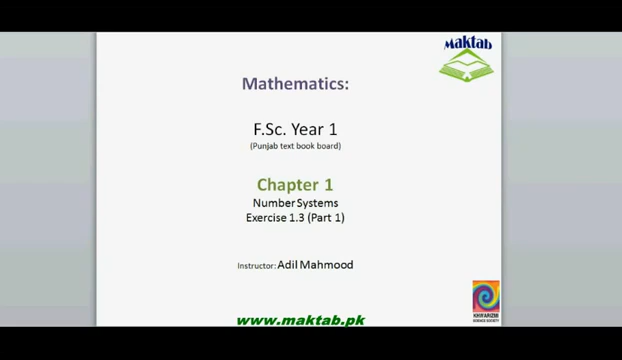 Maktab
Mathematics:
F.Sc. Year 1
(Punjab text book board)
Chapter 1
Number Systems
Exercise 1.3 (Part 1)
Instructor: Adil Mahmood
KHWARIZMI
SCIENCE SOCIETY
www.maktab.pk